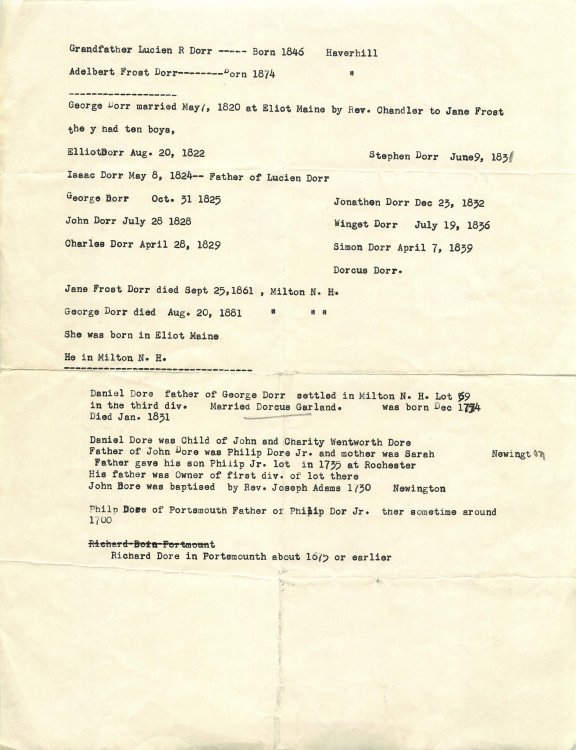 Grandfather Lucien R Dorr ----- Born 1846 Haverhill
Adelbert Frost Dorr--------Born 1874 "
George Dorr married May7, 1820 at Eliot Maine by Rev. Chandler to Jane Frost
the y had ten boys,
ElliotDorr Aug. 20, 1822
Stephen Dorr June9, 1831
Isaac Dorr May 8, 1824-- Father of Lucien Dorr
George Dorr Oct. 31 1825
Jonathen Dorr Dec 23, 1832
John Dorr July 28 1828
Winget Dorr July 19, 1836
Charles Dorr April 28, 1829
Simon Dorr April 7, 1839
Dorcus Dorr.
Jane Frost Dorr died Sept 25,1861 , Milton N. H.
George Dorr died Aug. 20, 1881 " " "
She was born in Eliot Maine
He in Milton N. H.
Daniel Dore father of George Dorr settled in Milton N. H. Lot 59
in the third div. Married Dorcus Garland. was born Dec 1734
Died Jan. 1831
Daniel Dore was Child of John and Charity Wentworth Dore
Father of John Dore was Philip Dore Jr. and mother was Sarah Newington
Father gave his son Philip Jr. lot in 1735 at Rochester
His father was Owner of first div. of lot there
John Dore was baptised by Rev. Joseph Adams 1730 Newington
Philp Dore of Portsmouth Father of Philip Dor Jr. ther sometime around
1700
Richard Dore in Portsmounth about 1675 or earlier